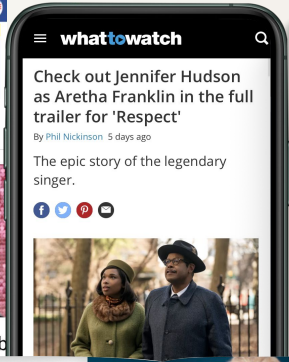 whattowatch
Check out Jennifer Hudson
as Aretha Franklin in the full
trailer for 'Respect'
By Phil Nickinson 5 days ago
The epic story of the legendary
singer.